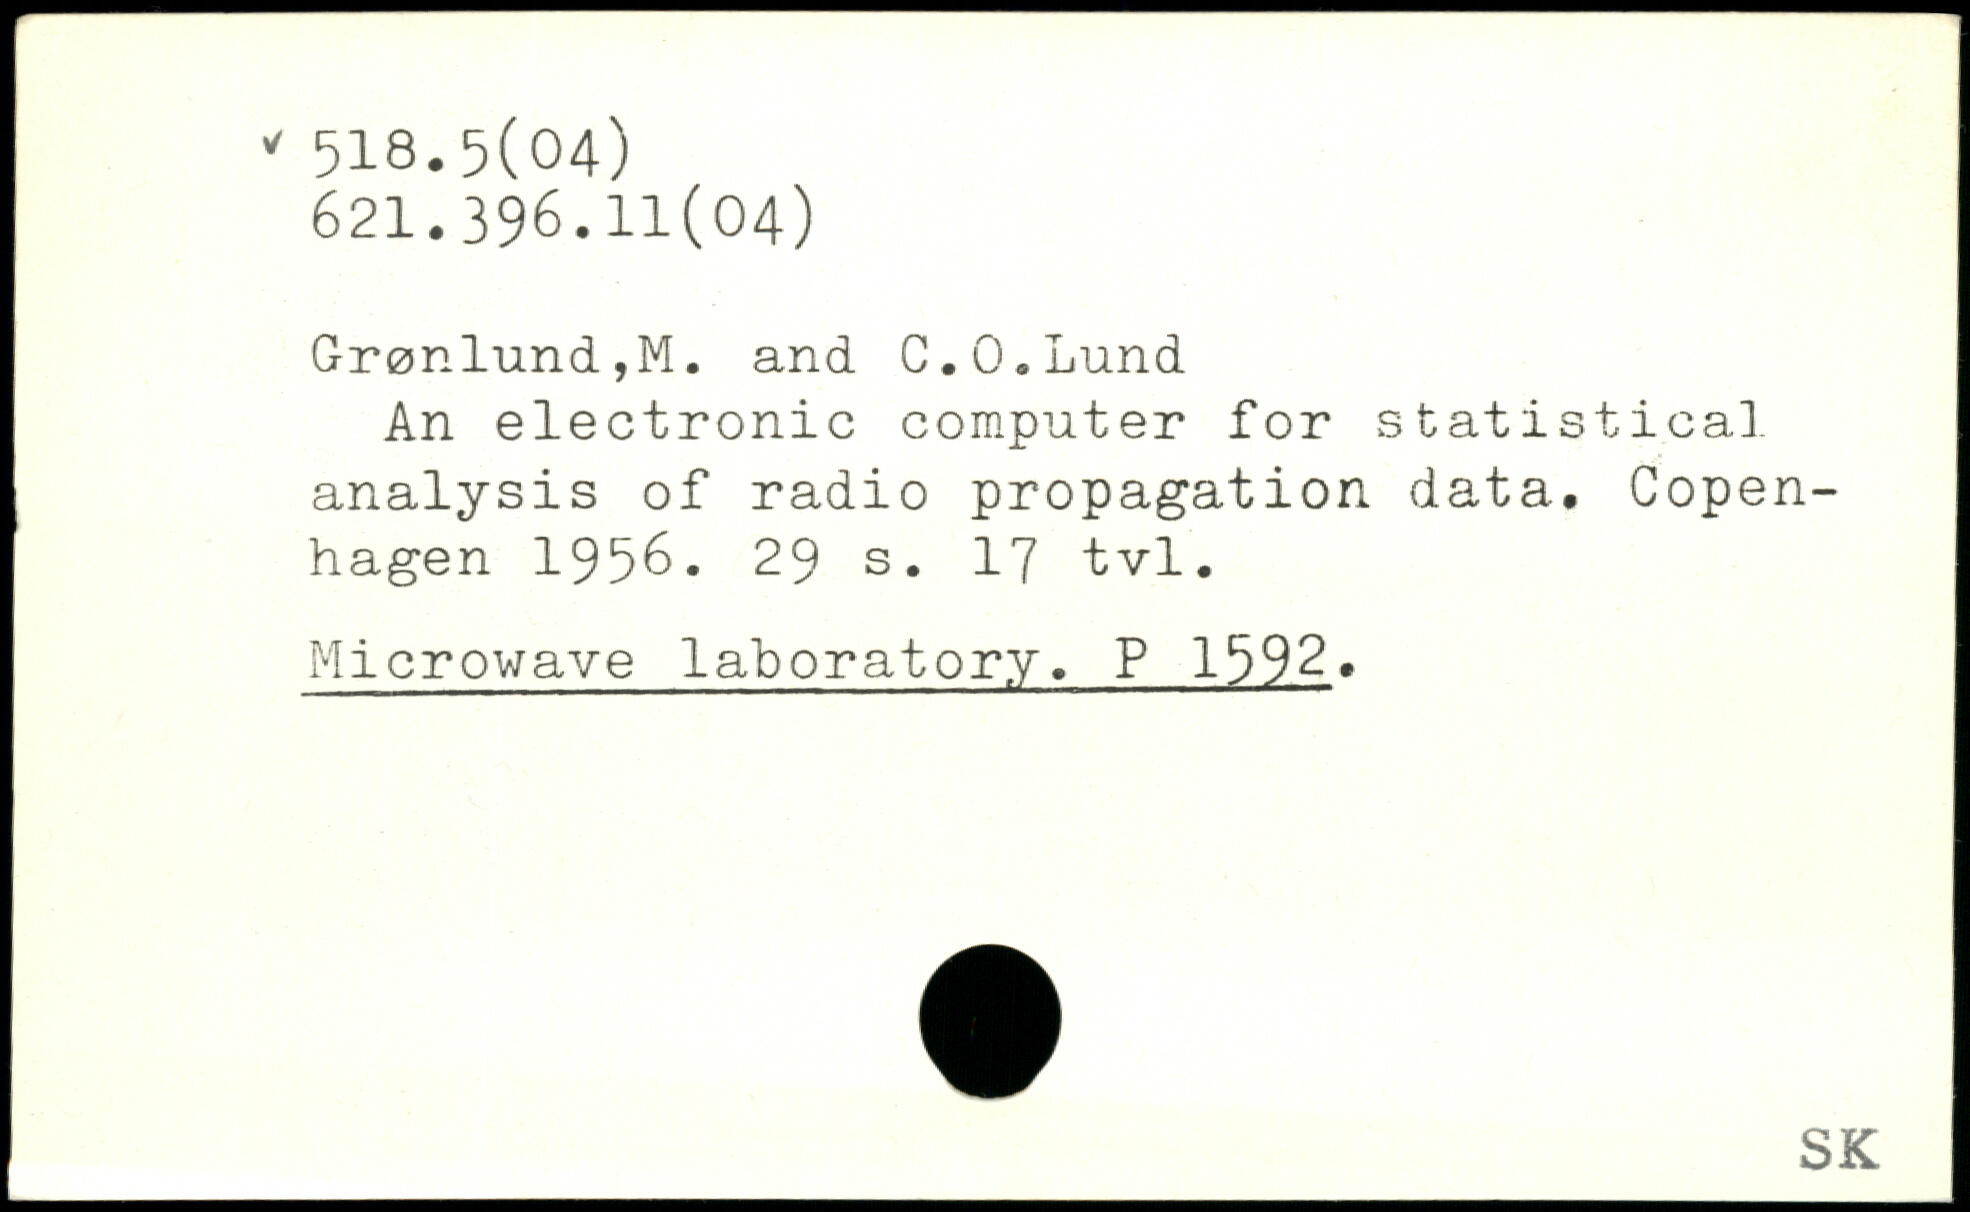 ✓ 518.5(04)
621.396.11(04)
Grønlund,M. and C.O.Lund
An electronic computer for statistical
analysis of radio propagation data. Copen-
hagen 1956. 29 s. 17 tvl.
Microwave laboratory. P 1592.
SK